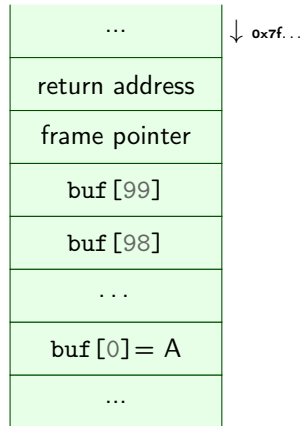 ...
↓ 0x7f...
return address
frame pointer
buf[99]
buf[98]
...
buf[0]= A
...